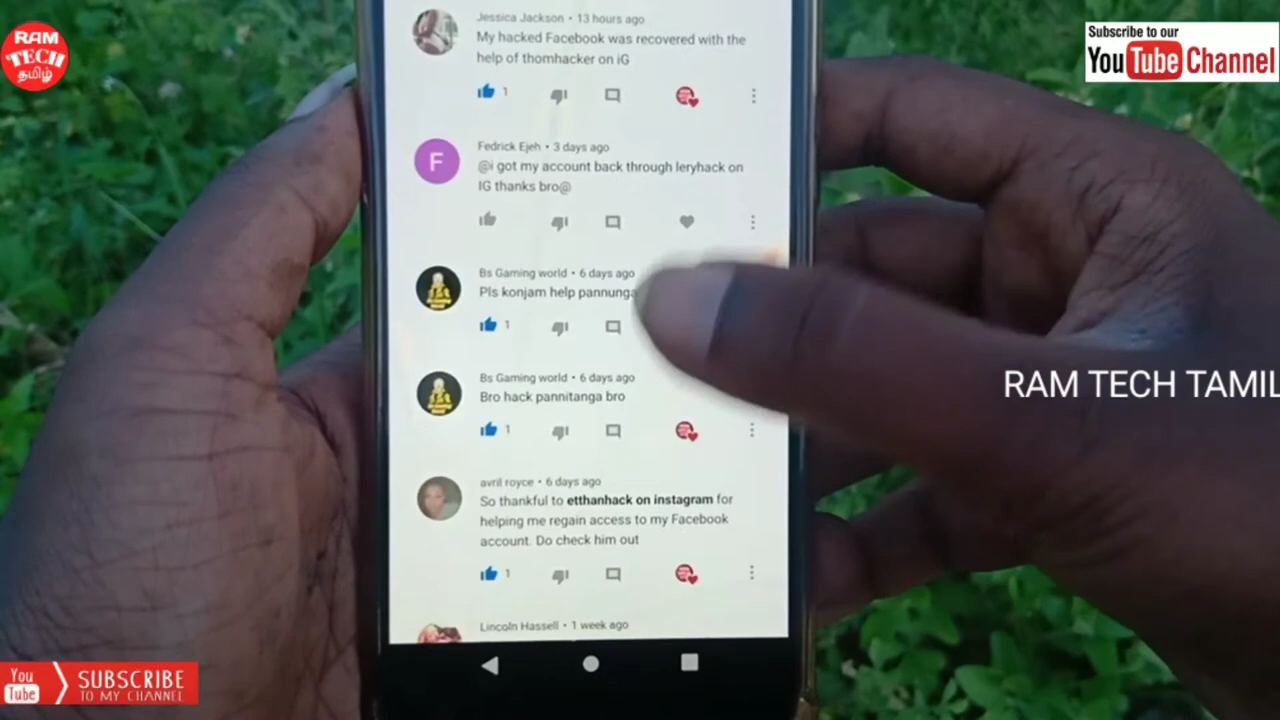 RAM
TECH
தமிழ்
Subscribe to our
YouTube Channel
Jessica Jackson • 13 hours ago
My hacked Facebook was recovered with the
help of thomhacker on iG
1
Fedrick Ejeh • 3 days ago
F
@i got my account back through leryhack on
IG thanks bro@
Bs Gaming world • 6 days ago
Pls konjam help pannunga
1
Bs Gaming world • 6 days ago
Bro hack pannitanga bro
1
RAM TECH TAMIL
avril royce • 6 days ago
So thankful to etthanhack on instagram for
helping me regain access to my Facebook
account. Do check him out
1
Lincoln Hassell • 1 week ago
You
Tube
SUBSCRIBE
TO MY CHANNEL